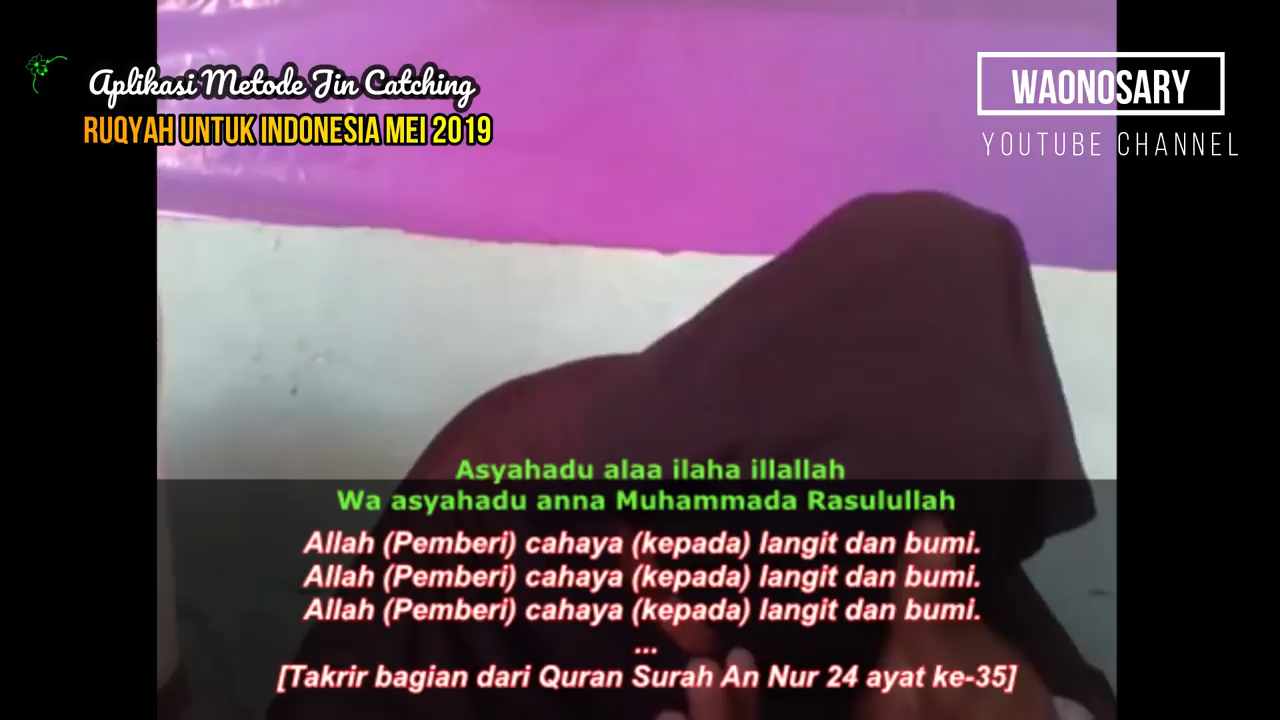 Aplikasi Metode Jin Catching
RUQYAH UNTUK INDONESIA MEI 2019
WAONOSARY
YOUTUBE CHANNEL
Asyahadu alaa ilaha illallah
Wa asyahadu anna Muhammada Rasulullah
Allah (Pemberi) cahaya (kepada) langit dan bumi.
Allah (Pemberi) cahaya (kepada) langit dan bumi.
Allah (Pemberi) cahaya (kepada) langit dan bumi.
...
[Takrir bagian dari Quran Surah An Nur 24 ayat ke-35]